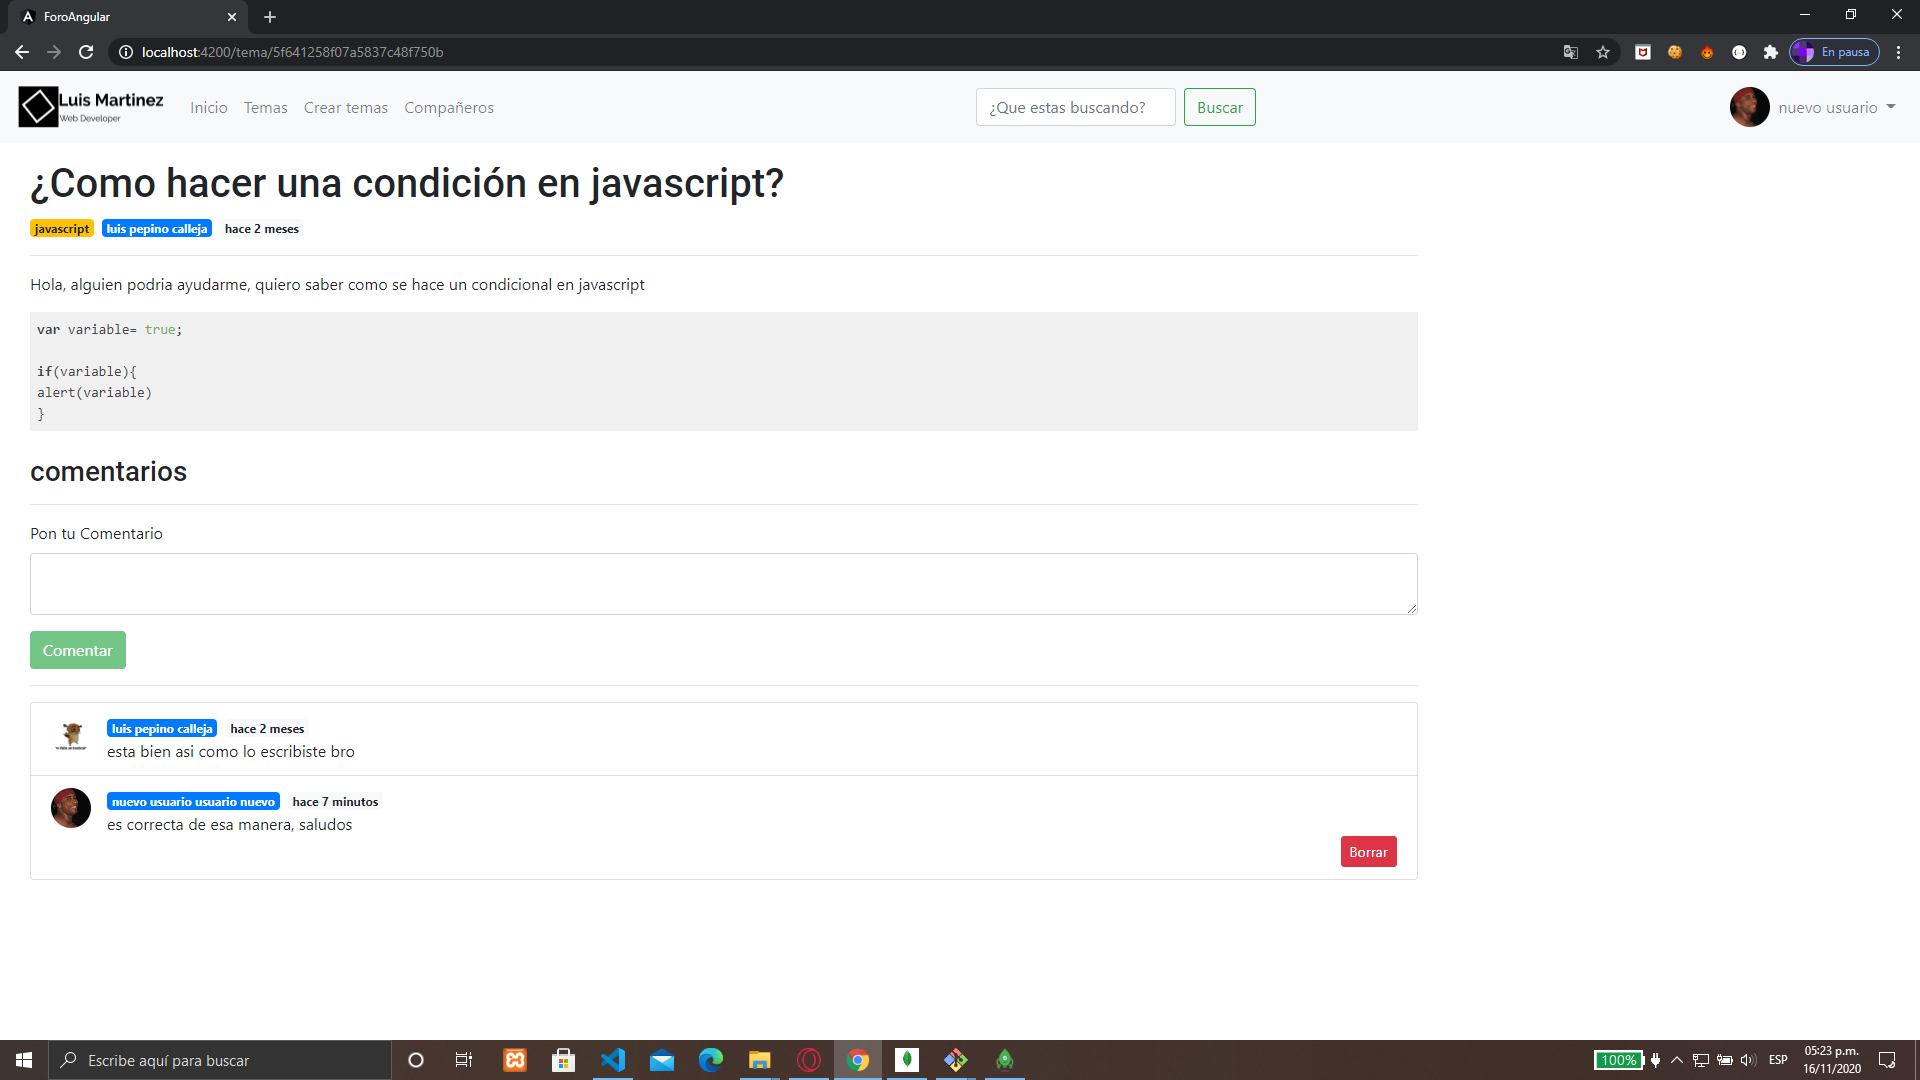 ForoAngular
localhost:4200/tema/5f641258f07a5837c48f750b
En pausa
Luis Martinez
Web Developer
Inicio Temas Crear temas Compañeros
¿Que estas buscando? Buscar
nuevo usuario
¿Como hacer una condición en javascript?
javascript luis pepino calleja hace 2 meses
Hola, alguien podria ayudarme, quiero saber como se hace un condicional en javascript
var variable= true;
if(variable){
alert(variable)
}
comentarios
Pon tu Comentario
Comentar
luis pepino calleja hace 2 meses
esta bien asi como lo escribiste bro
nuevo usuario usuario nuevo hace 7 minutos
es correcta de esa manera, saludos
Borrar
Escribe aquí para buscar
100%
ESP
05:23 p.m.
16/11/2020